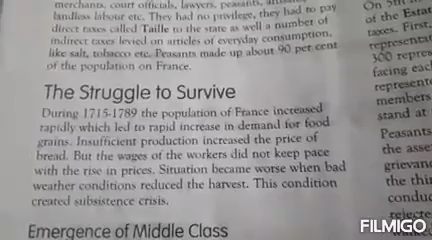 merchants, court officials, lawyers, peasants,
landless labour etc. They had no privilege, they had to pay
direct taxes called Taille to the state as well a number of
indirect taxes levied on articles of everyday consumption,
like salt, tobacco etc. Peasants made up about 90 per cent
of the population on France.
The Struggle to Survive
During 1715-1789 the population of France increased
rapidly which led to rapid increase in demand for food
grains. Insufficient production increased the price of
bread. But the wages of the workers did not keep pace
with the rise in prices. Situation became worse when bad
weather conditions reduced the harvest. This condition
created subsistence crisis.
Emergence of Middle Class
On 5th
of the Estat
taxes. First,
representat
300 repres
facing each
represent
members
stand at
Peasants
the asse
grievanc
the thir
conduc
rejecte
FILMIGO